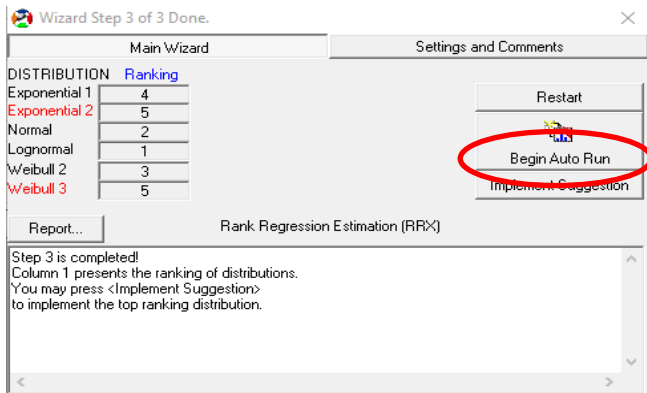 Wizard Step 3 of 3 Done.
Main Wizard
Settings and Comments
DISTRIBUTION Ranking
Exponential 1 4
Exponential 2 5
Normal 2
Lognormal 1
Weibull 2 3
Weibull 3 5
Restart
Begin Auto Run
Implement Suggestion
Report...
Rank Regression Estimation (RRX)
Step 3 is completed!
Column 1 presents the ranking of distributions.
You may press <Implement Suggestion>
to implement the top ranking distribution.